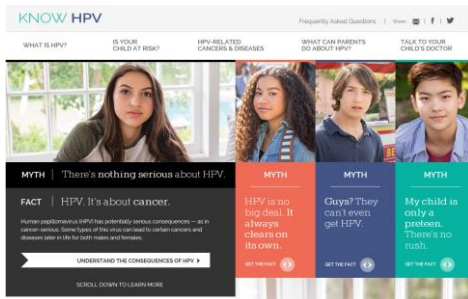 KNOW HPV
Frequently Asked Questions | Share
WHAT IS HPV?
IS YOUR
CHILD AT RISK?
HPV-RELATED
CANCERS & DISEASES
WHAT CAN PARENTS
DO ABOUT HPV?
TALK TO YOUR
CHILD'S DOCTOR
MYTH | There's nothing serious about HPV.
FACT | HPV. It's about cancer.
Human papillomavirus (HPV) has potentially serious consequences — as in
cancer-serious. Some types of this virus can lead to certain cancers and
diseases later in life for both males and females.
UNDERSTAND THE CONSEQUENCES OF HPV >
SCROLL DOWN TO LEARN MORE
MYTH
HPV is no
big deal. It
always
clears on
its own.
GET THE FACT
MYTH
Guys? They
can't even
get HPV.
GET THE FACT
MYTH
My child is
only a
preteen.
There's no
rush.
GET THE FACT